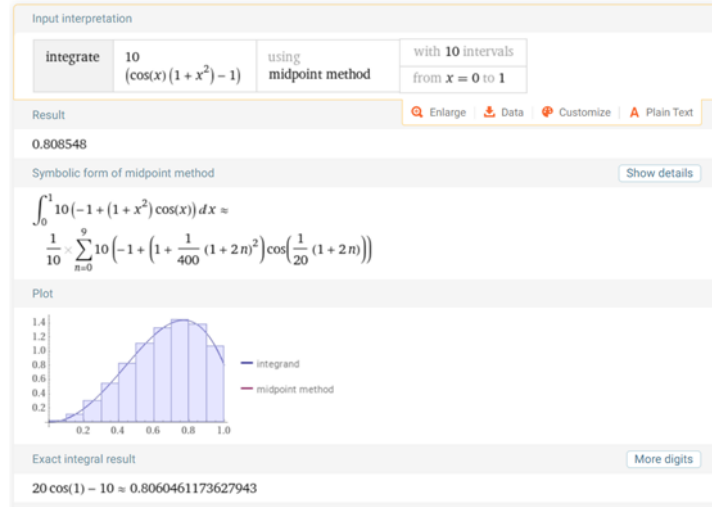 Input interpretation
integrate 10 using with 10 intervals
(cos(x) (1 + x²) − 1) midpoint method from x = 0 to 1
Enlarge Data Customize A Plain Text
Result
0.808548
Symbolic form of midpoint method Show details
∫₀¹ 10(−1 + (1 + x²) cos(x)) dx ≈
1/10 × ∑_{n=0}^{9} 10(−1 + (1 + 1/400 (1 + 2 n)²) cos(1/20 (1 + 2 n)))
Plot
1.4
1.2
1.0
0.8
0.6
0.4
0.2
0.2 0.4 0.6 0.8 1.0
integrand
midpoint method
Exact integral result More digits
20 cos(1) − 10 ≈ 0.8060461173627943